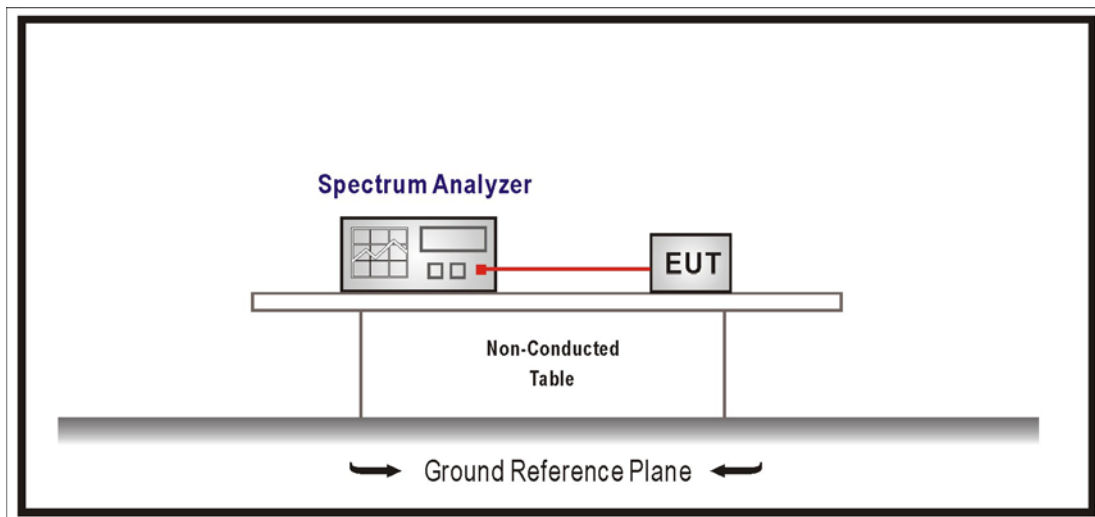 Spectrum Analyzer
EUT
Non-Conducted
Table
Ground Reference Plane